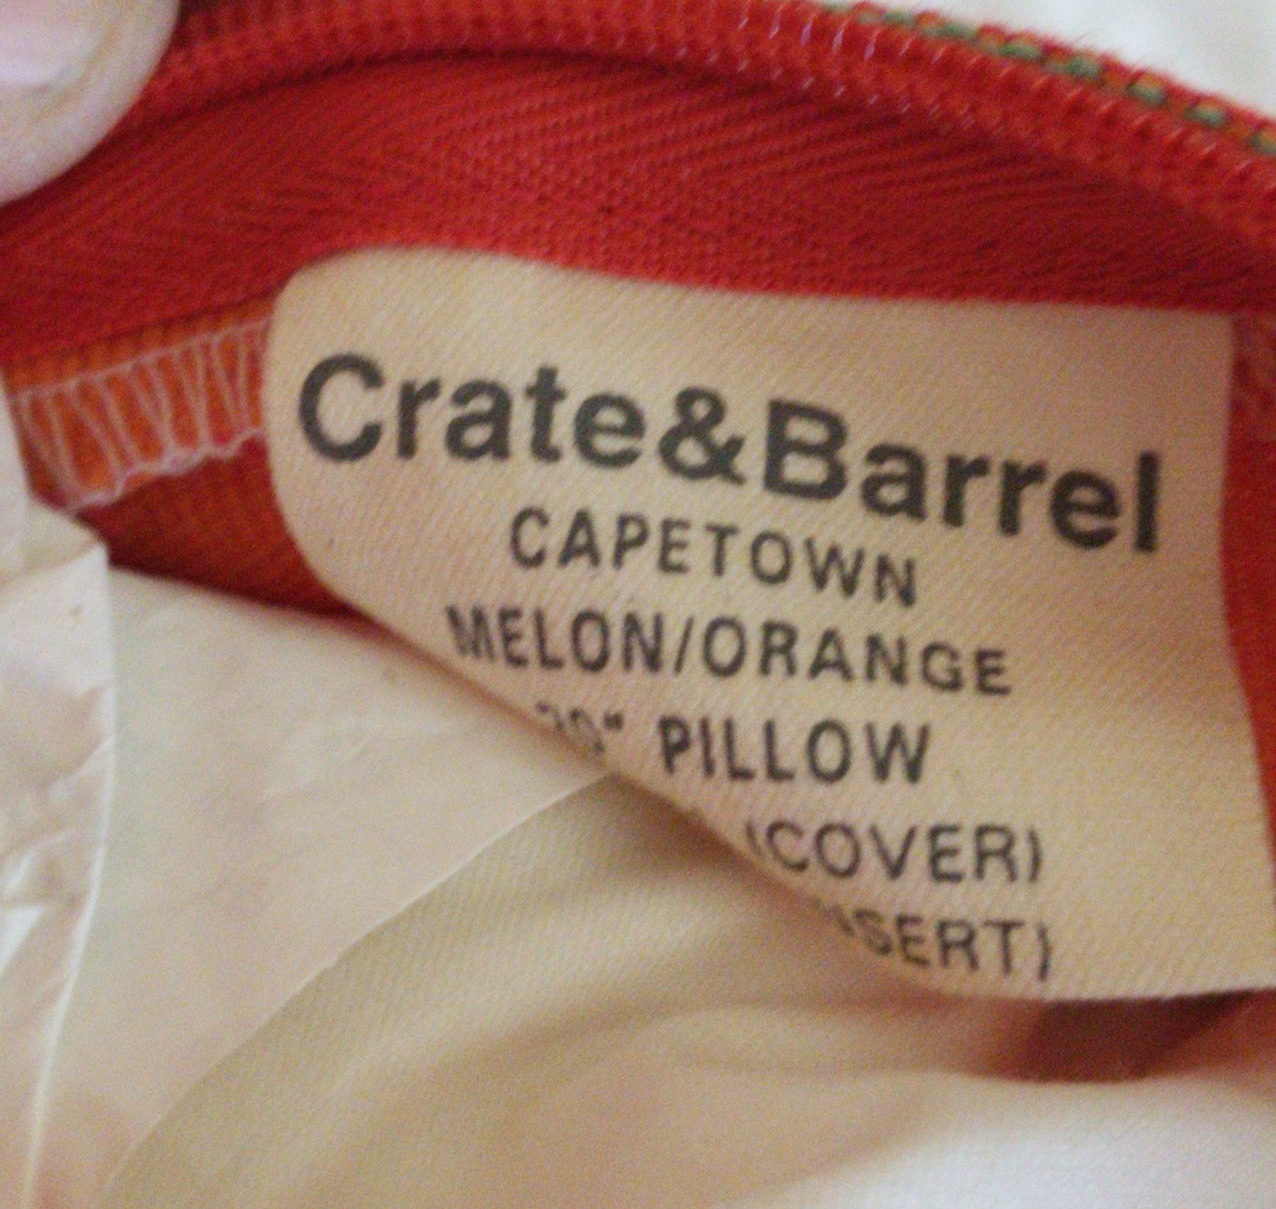 Crate&Barrel
CAPETOWN
MELON/ORANGE
PILLOW
(COVER)